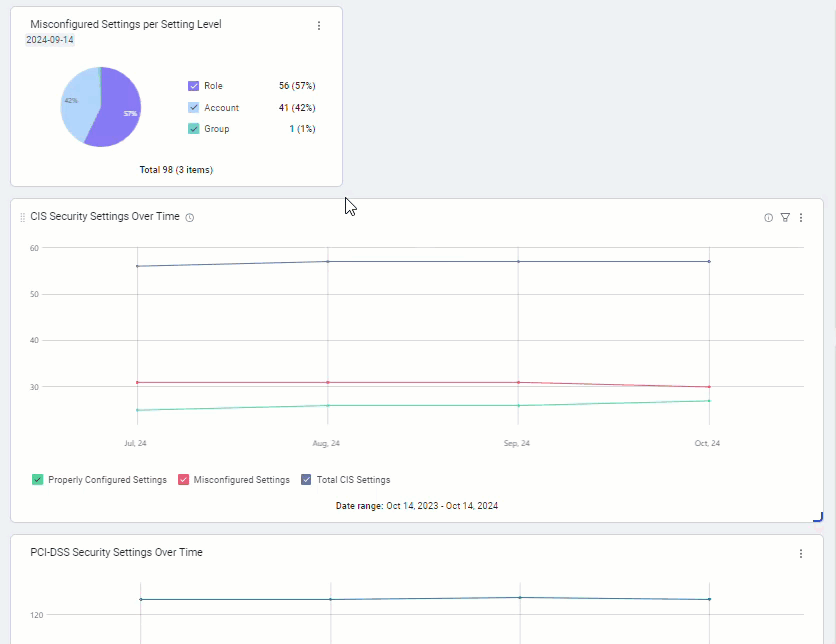 Misconfigured Settings per Setting Level
2024-09-14
42%
57%
Role 56 (57%)
Account 41 (42%)
Group 1 (1%)
Total 98 (3 items)
CIS Security Settings Over Time
60
50
40
30
Jul, 24 Aug, 24 Sep, 24 Oct, 24
Properly Configured Settings Misconfigured Settings Total CIS Settings
Date range: Oct 14, 2023 - Oct 14, 2024
PCI-DSS Security Settings Over Time
120